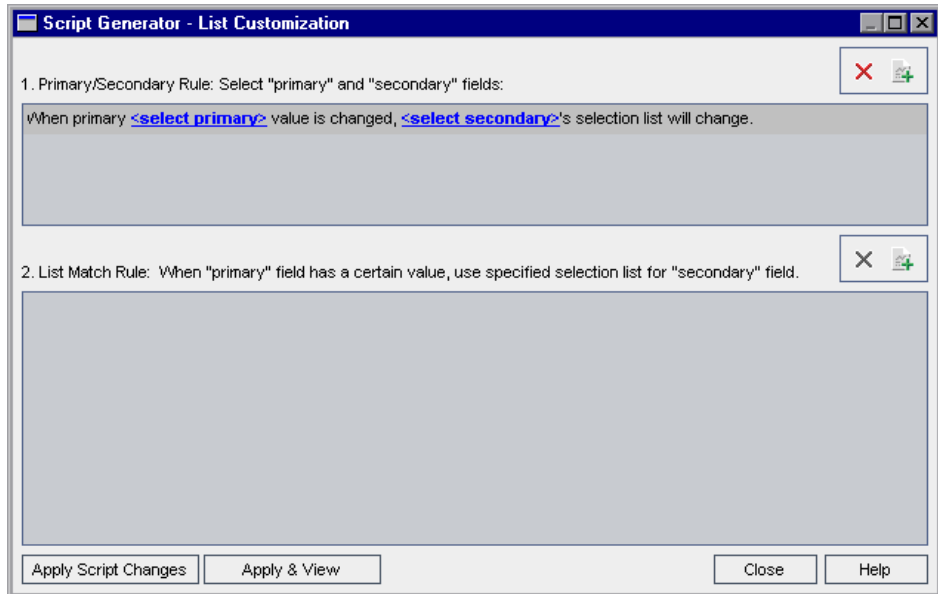 Script Generator - List Customization
1. Primary/Secondary Rule: Select "primary" and "secondary" fields:
When primary <select primary> value is changed, <select secondary>'s selection list will change.
2. List Match Rule:  When "primary" field has a certain value, use specified selection list for "secondary" field.
Apply Script Changes
Apply & View
Close
Help